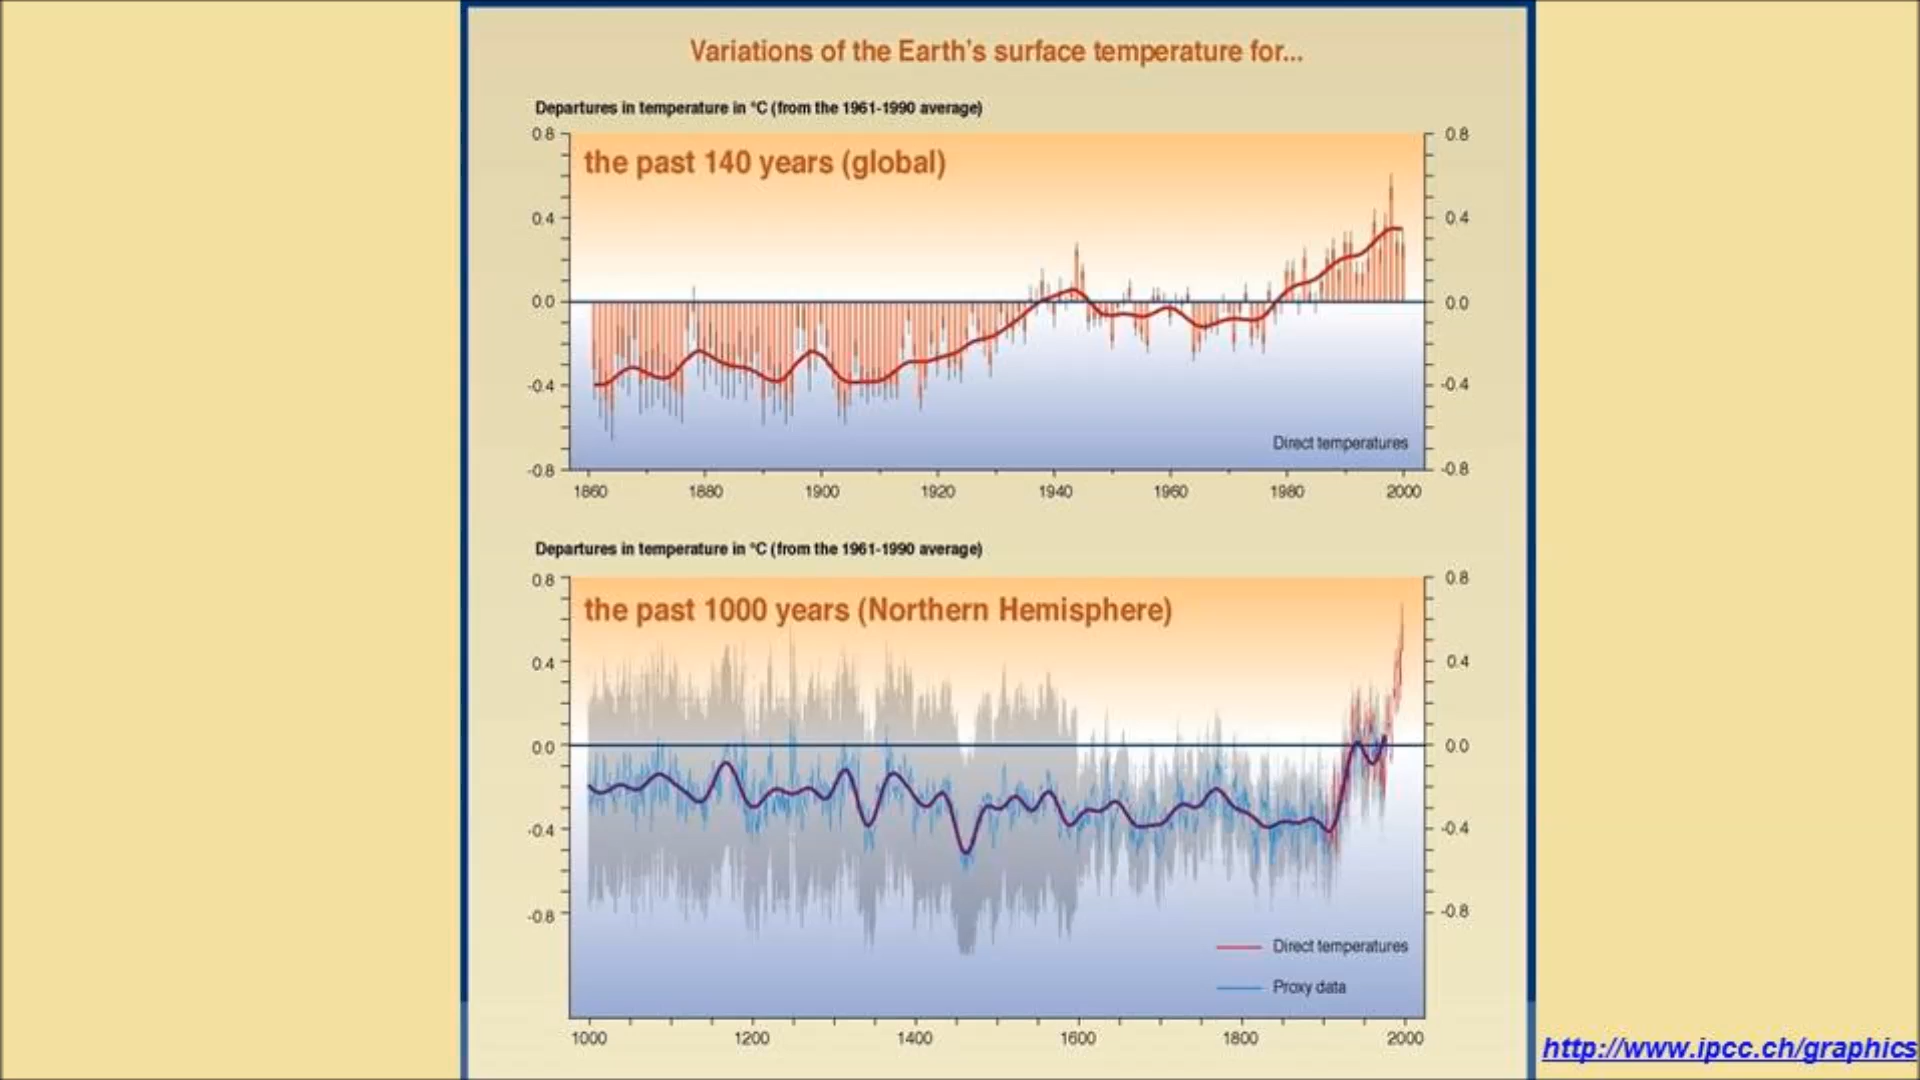 Variations of the Earth's surface temperature for...
Departures in temperature in °C (from the 1961-1990 average)
the past 140 years (global)
0.8 0.8
0.4 0.4
0.0 0.0
-0.4 -0.4
-0.8 -0.8
Direct temperatures
1860 1880 1900 1920 1940 1960 1980 2000
Departures in temperature in °C (from the 1961-1990 average)
the past 1000 years (Northern Hemisphere)
0.8 0.8
0.4 0.4
0.0 0.0
-0.4 -0.4
-0.8 -0.8
Direct temperatures
Proxy data
1000 1200 1400 1600 1800 2000
http://www.ipcc.ch/graphics